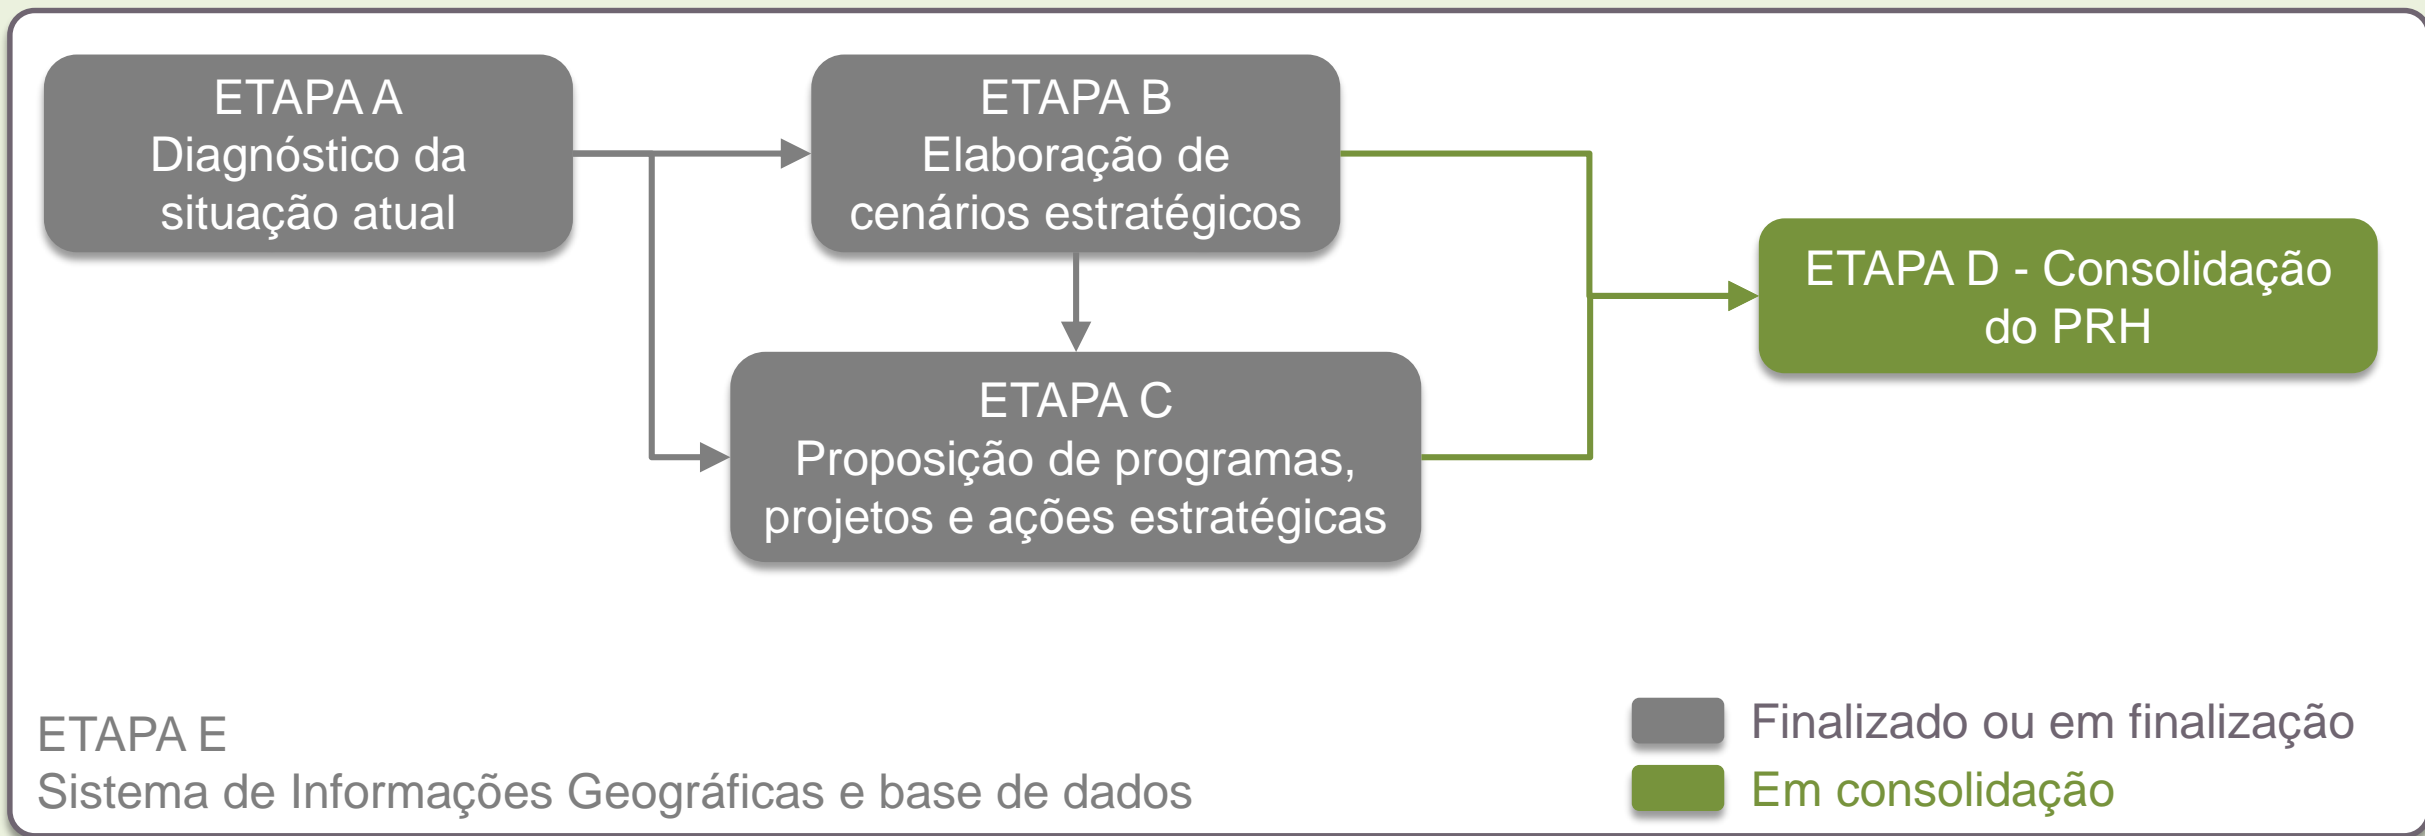 ETAPA A
Diagnóstico da
situação atual
ETAPA B
Elaboração de
cenários estratégicos
ETAPA C
Proposição de programas,
projetos e ações estratégicas
ETAPA D - Consolidação
do PRH
ETAPA E
Sistema de Informações Geográficas e base de dados
Finalizado ou em finalização
Em consolidação